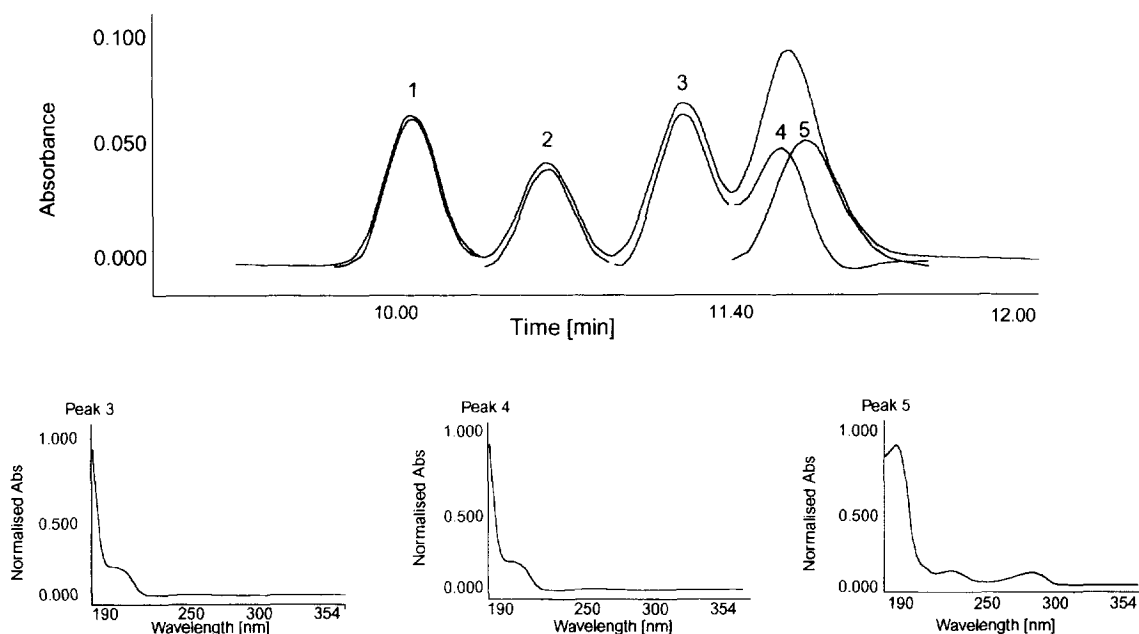 0.100
0.050
0.000
Absorbance
1
2
3
4 5
10.00
11.40
12.00
Time [min]
Peak 3
1.000
0.500
0.000
Normalised Abs
190 250 300 354
Wavelength [nm]
Peak 4
1.000
0.500
0.000
Normalised Abs
190 250 300 354
Wavelength [nm]
Peak 5
1.000
0.500
0.000
Normalised Abs
190 250 300 354
Wavelength [nm]